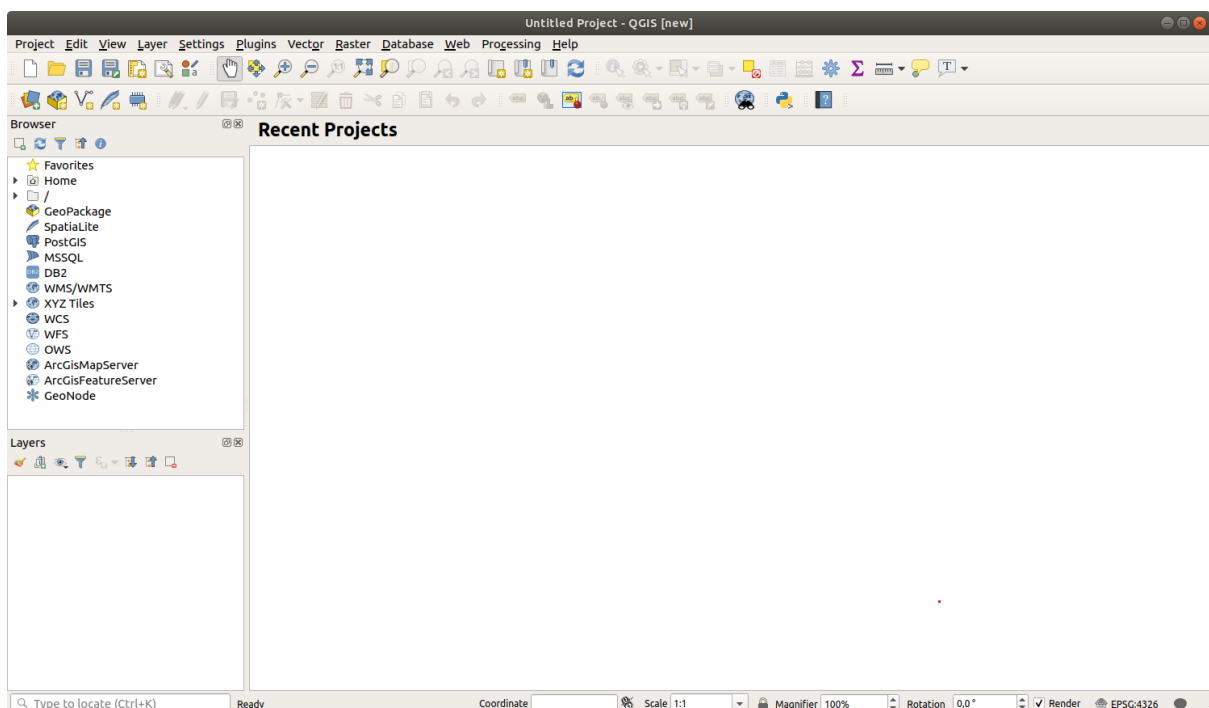 Untitled Project - QGIS [new]
Project Edit View Layer Settings Plugins Vector Raster Database Web Processing Help
Browser
Recent Projects
Favorites
Home
/
GeoPackage
SpatiaLite
PostGIS
MSSQL
DB2
WMS/WMTS
XYZ Tiles
WCS
WFS
OWS
ArcGisMapServer
ArcGisFeatureServer
GeoNode
Layers
Type to locate (Ctrl+K) Ready Coordinate Scale 1:1 Magnifier 100% Rotation 0,0 ° Render EPSG:4326